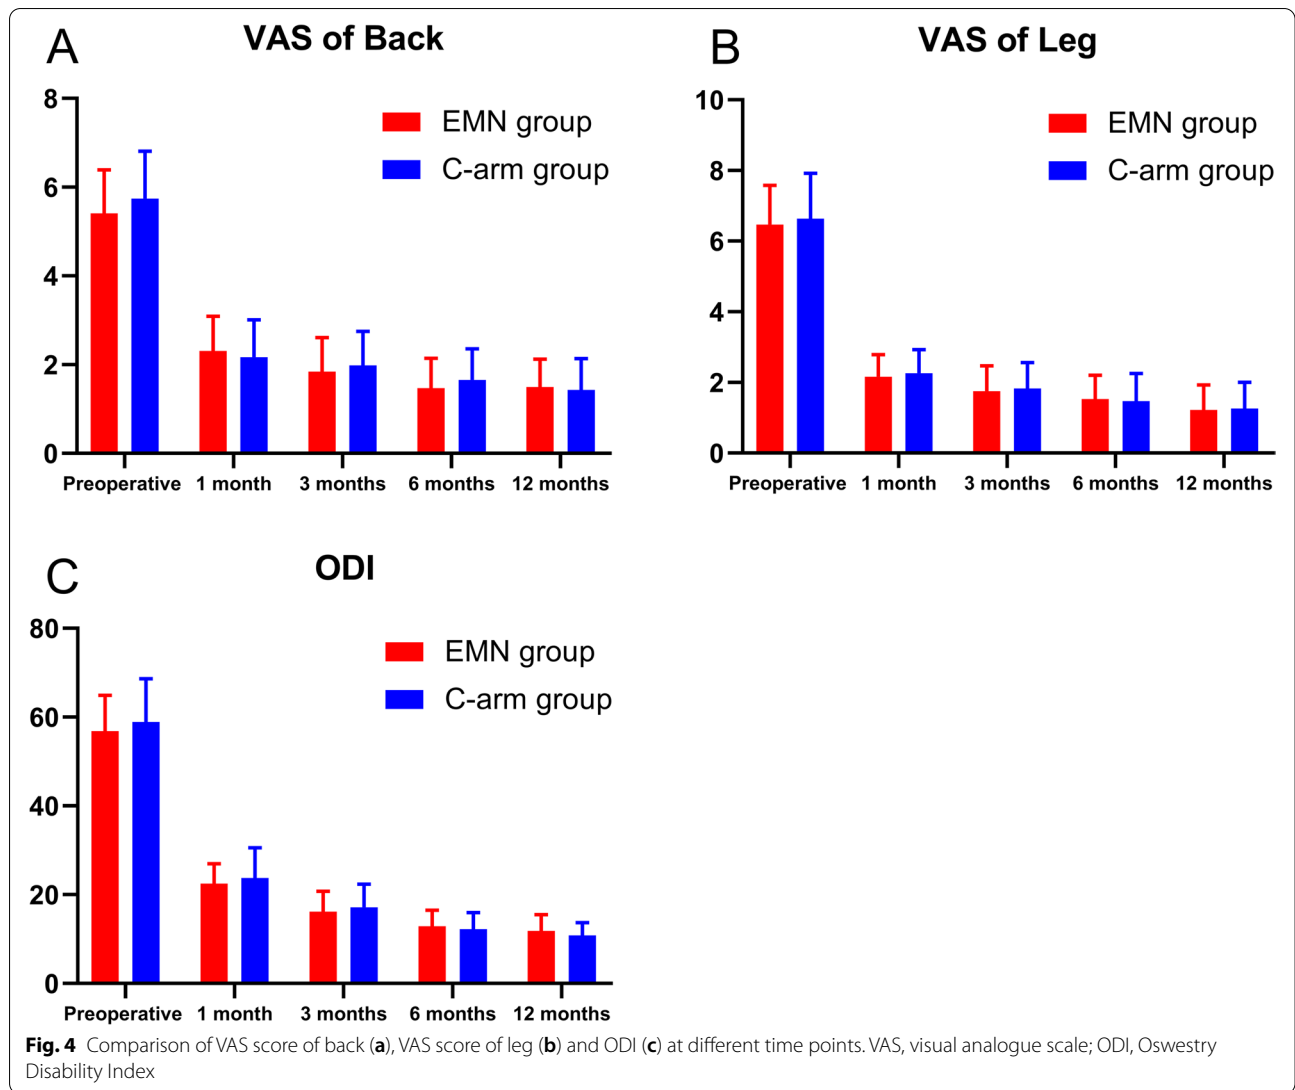 A
VAS of Back
8
6
4
2
0
EMN group
C-arm group
Preoperative 1 month 3 months 6 months 12 months
B
VAS of Leg
10
8
6
4
2
0
EMN group
C-arm group
Preoperative 1 month 3 months 6 months 12 months
C
ODI
80
60
40
20
0
EMN group
C-arm group
Preoperative 1 month 3 months 6 months 12 months
Fig. 4 Comparison of VAS score of back (a), VAS score of leg (b) and ODI (c) at different time points. VAS, visual analogue scale; ODI, Oswestry
Disability Index